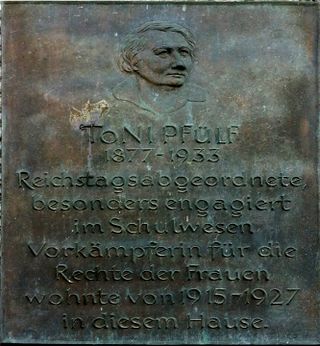 TONI PFÜLF
1877-1933
Reichstagsabgeordnete,
besonders engagiert
im Schulwesen
Vorkämpferin für die
Rechte der Frauen
wohnte von 1915-1927
in diesem Hause.